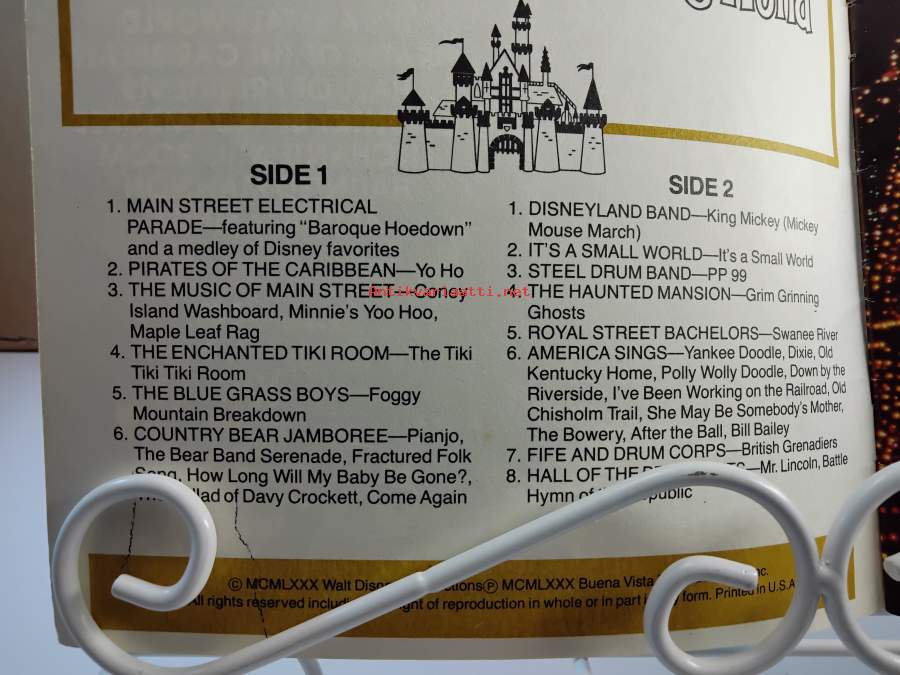 SIDE 1
1. MAIN STREET ELECTRICAL
PARADE—featuring "Baroque Hoedown"
and a medley of Disney favorites
2. PIRATES OF THE CARIBBEAN—Yo Ho
3. THE MUSIC OF MAIN STREET—Coney
Island Washboard, Minnie's Yoo Hoo,
Maple Leaf Rag
4. THE ENCHANTED TIKI ROOM—The Tiki
Tiki Tiki Room
5. THE BLUE GRASS BOYS—Foggy
Mountain Breakdown
6. COUNTRY BEAR JAMBOREE—Pianjo,
The Bear Band Serenade, Fractured Folk
Song, How Long Will My Baby Be Gone?,
of Davy Crockett, Come Again
SIDE 2
1. DISNEYLAND BAND—King Mickey (Mickey
Mouse March)
2. IT'S A SMALL WORLD—It's a Small World
3. STEEL DRUM BAND—PP 99
4. THE HAUNTED MANSION—Grim Grinning
Ghosts
5. ROYAL STREET BACHELORS—Swanee River
6. AMERICA SINGS—Yankee Doodle, Dixie, Old
Kentucky Home, Polly Wolly Doodle, Down by the
Riverside, I've Been Working on the Railroad, Old
Chisholm Trail, She May Be Somebody's Mother,
The Bowery, After the Ball, Bill Bailey
7. FIFE AND DRUM CORPS—British Grenadiers
8. HALL OF THE —Mr. Lincoln, Battle
Hymn of
© MCMLXXX Walt Ⓟ MCMLXXX Buena Vista Inc.
All rights reserved of reproduction in whole or in part form. Printed in U.S.A.
Antikvariaatti.net